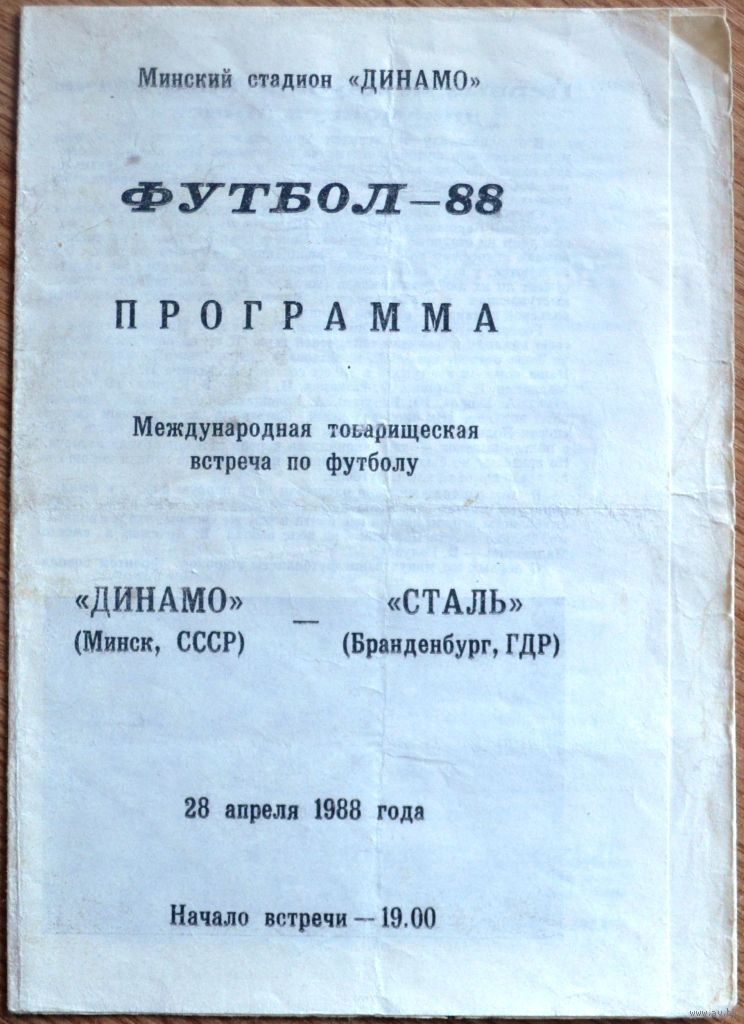 Минский стадион «ДИНАМО»
ФУТБОЛ—88
ПРОГРАММА
Международная товарищеская
встреча по футболу
«ДИНАМО» — «СТАЛЬ»
(Минск, СССР) (Бранденбург, ГДР)
28 апреля 1988 года
Начало встречи — 19.00